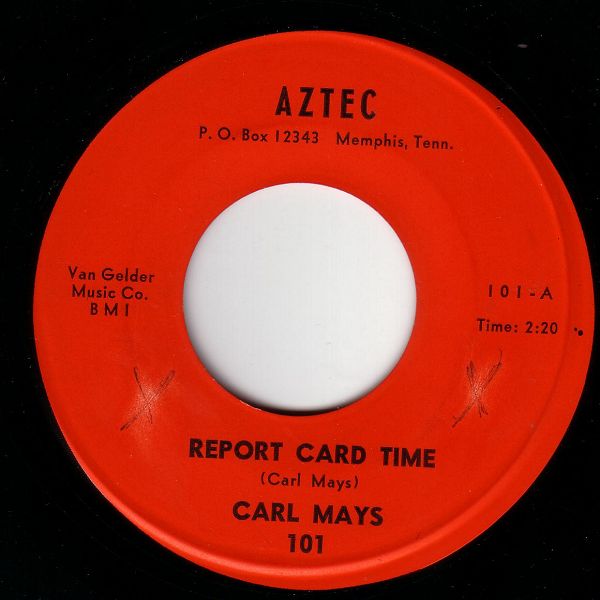 AZTEC
P. O. Box 12343 Memphis, Tenn.
Van Gelder
Music Co.
BMI
101-A
Time: 2:20
REPORT CARD TIME
(Carl Mays)
CARL MAYS
101